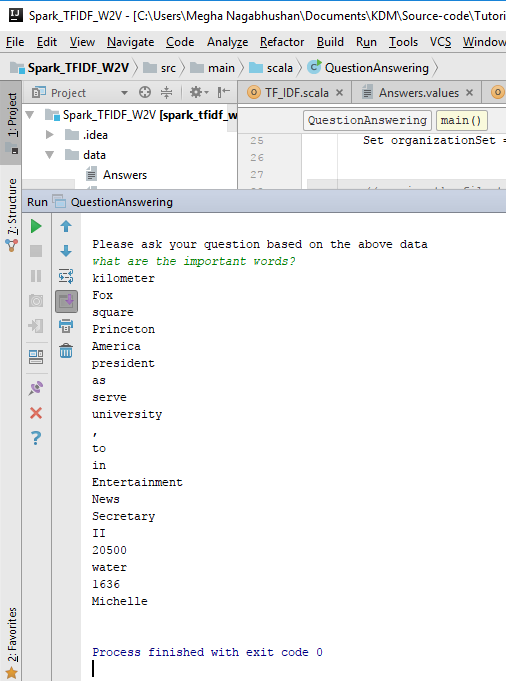 Spark_TFIDF_W2V - [C:\Users\Megha Nagabhushan\Documents\KDM\Source-code\Tutori
File Edit View Navigate Code Analyze Refactor Build Run Tools VCS Window
Spark_TFIDF_W2V src main scala QuestionAnswering
1: Project
Project
TF_IDF.scala Answers.values
Spark_TFIDF_W2V [spark_tfidf_w
.idea
data
Answers
QuestionAnswering main()
25 Set organizationSet =
26
27
7: Structure
Run QuestionAnswering
Please ask your question based on the above data
what are the important words?
kilometer
Fox
square
Princeton
America
president
as
serve
university
,
to
in
Entertainment
News
Secretary
II
20500
water
1636
Michelle
Process finished with exit code 0
2: Favorites